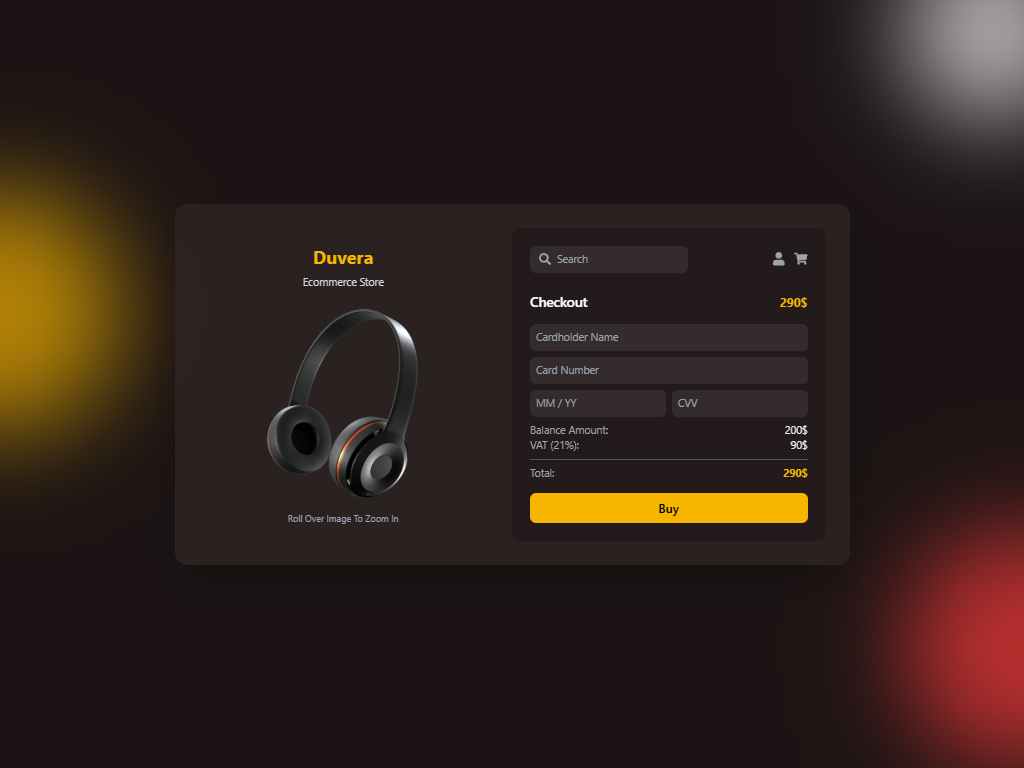 Duvera
Ecommerce Store
Roll Over Image To Zoom In
Search
Checkout 290$
Cardholder Name
Card Number
MM / YY CVV
Balance Amount: 200$
VAT (21%): 90$
Total: 290$
Buy